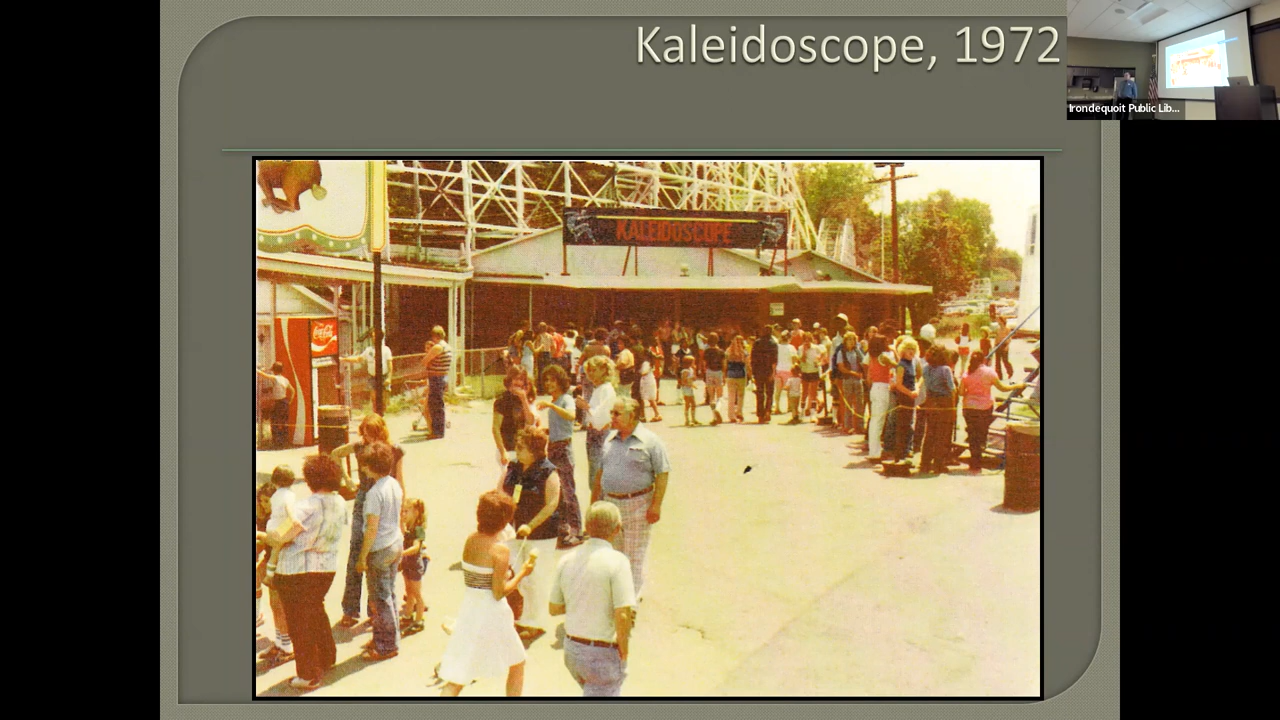 Kaleidoscope, 1972
Irondequoit Public Lib...
KALEIDOSCOPE
Coca-Cola